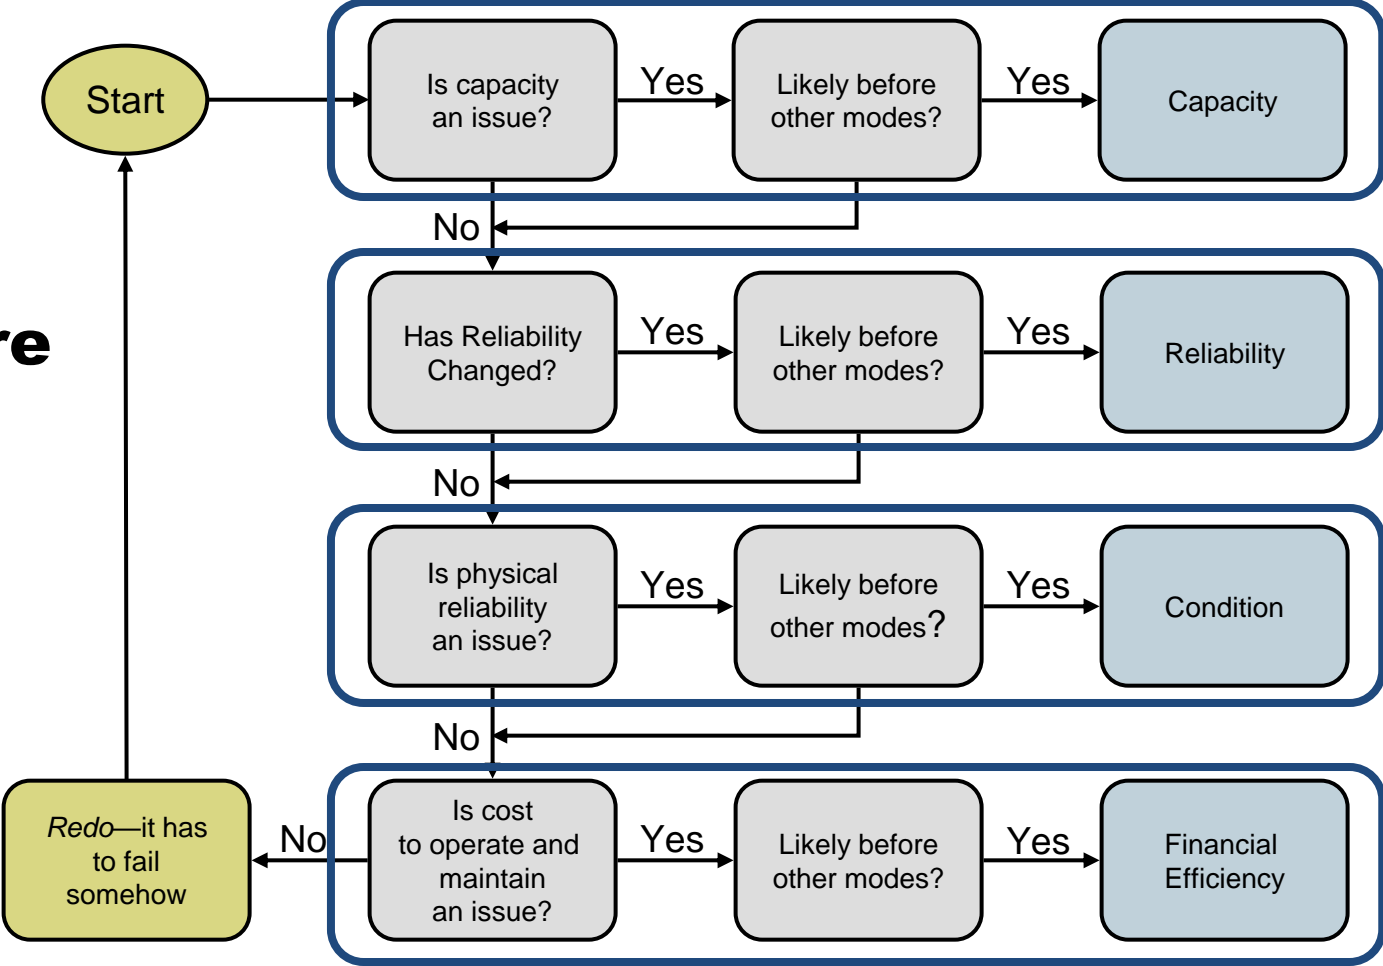 Start
Is capacity
an issue?
Yes
Likely before
other modes?
Yes
Capacity
No
Has Reliability
Changed?
Yes
Likely before
other modes?
Yes
Reliability
No
Is physical
reliability
an issue?
Yes
Likely before
other modes?
Yes
Condition
No
Is cost
to operate and
maintain
an issue?
Yes
Likely before
other modes?
Yes
Financial
Efficiency
No
Redo—it has
to fail
somehow